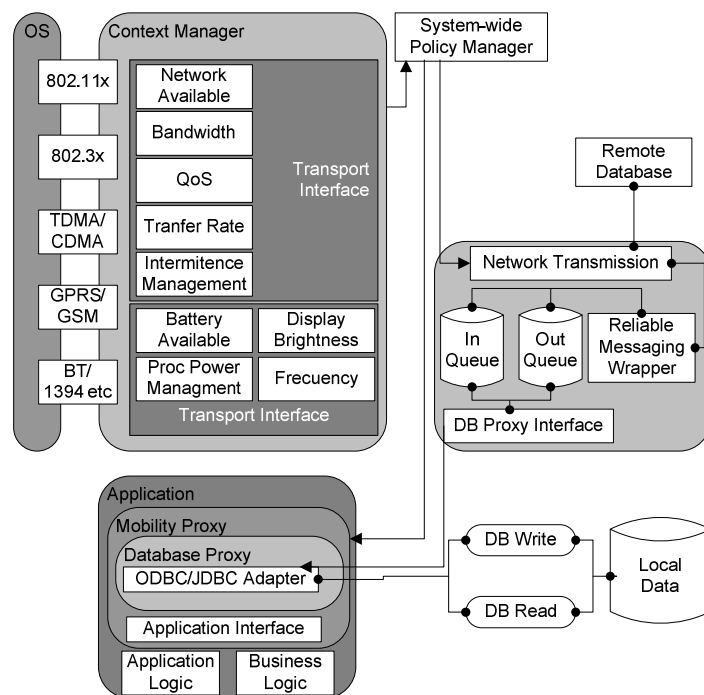 OS
Context Manager
802.11x
802.3x
TDMA/
CDMA
GPRS/
GSM
BT/
1394 etc
Network
Available
Bandwidth
QoS
Tranfer Rate
Intermitence
Management
Transport
Interface
Battery
Available
Display
Brightness
Proc Power
Managment
Frecuency
Transport Interface
System-wide
Policy Manager
Remote
Database
Network Transmission
In
Queue
Out
Queue
Reliable
Messaging
Wrapper
DB Proxy Interface
Application
Mobility Proxy
Database Proxy
ODBC/JDBC Adapter
Application Interface
Application
Logic
Business
Logic
DB Write
DB Read
Local
Data